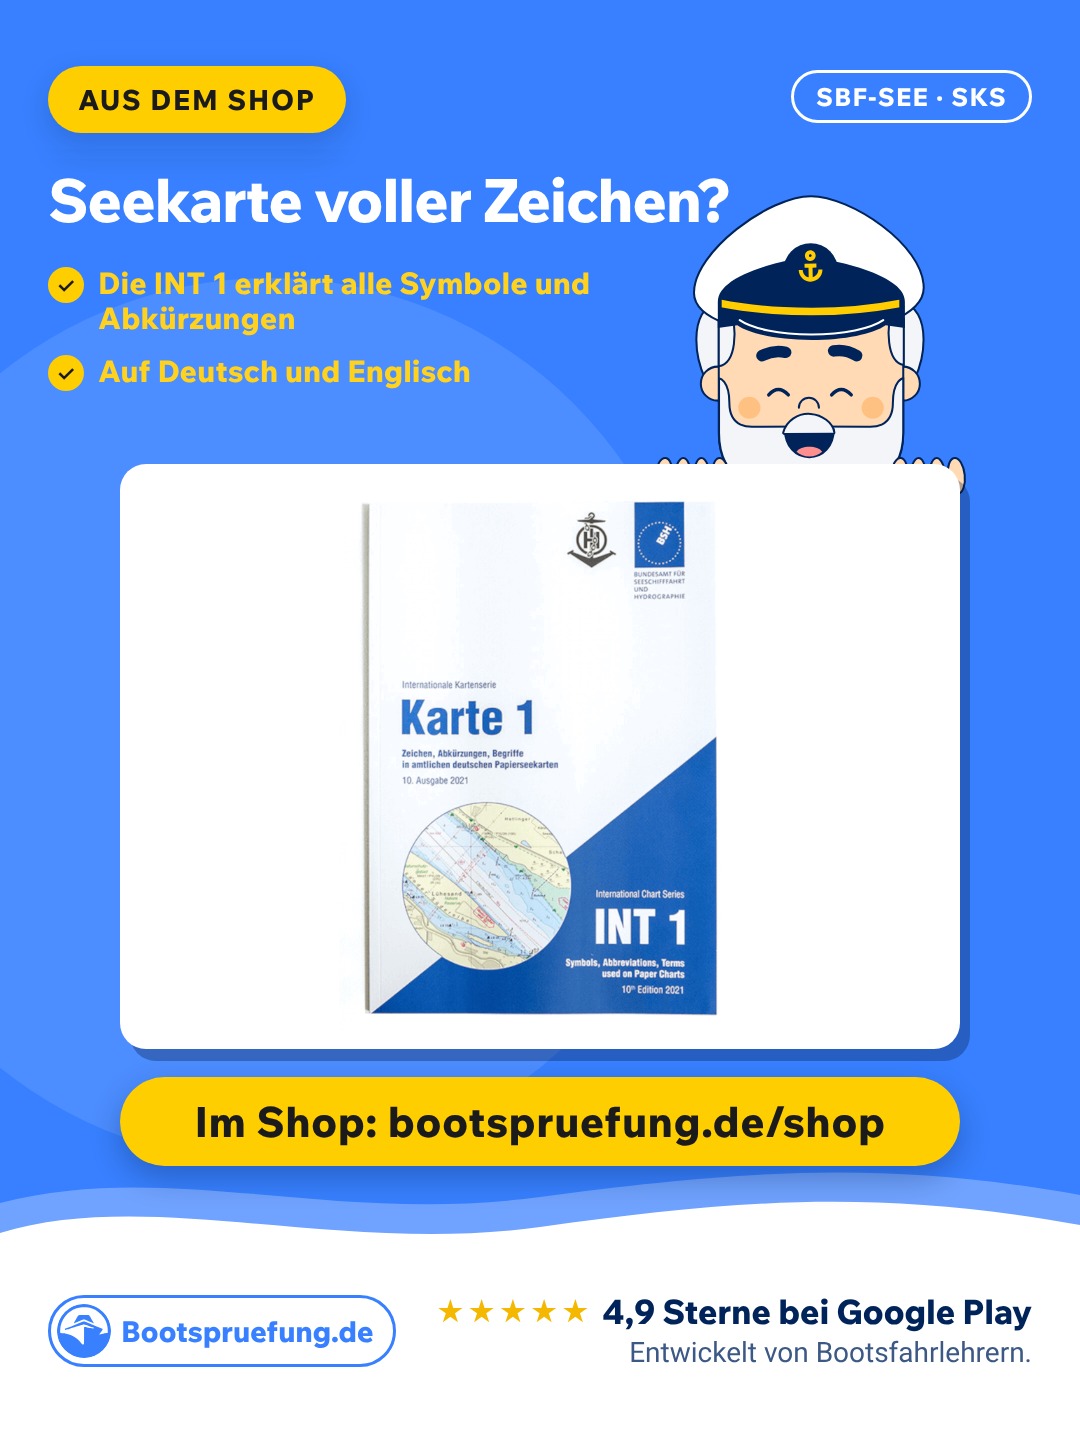 AUS DEM SHOP
SBF-SEE · SKS
Seekarte voller Zeichen?
Die INT 1 erklärt alle Symbole und
Abkürzungen
Auf Deutsch und Englisch
BSH
BUNDESAMT FÜR
SEESCHIFFFAHRT
UND
HYDROGRAPHIE
Internationale Kartenserie
Karte 1
Zeichen, Abkürzungen, Begriffe
in amtlichen deutschen Papierseekarten
10. Ausgabe 2021
Lühesand
International Chart Series
INT 1
Symbols, Abbreviations, Terms
used on Paper Charts
10th Edition 2021
Im Shop: bootspruefung.de/shop
Bootspruefung.de
★★★★★ 4,9 Sterne bei Google Play
Entwickelt von Bootsfahrlehrern.